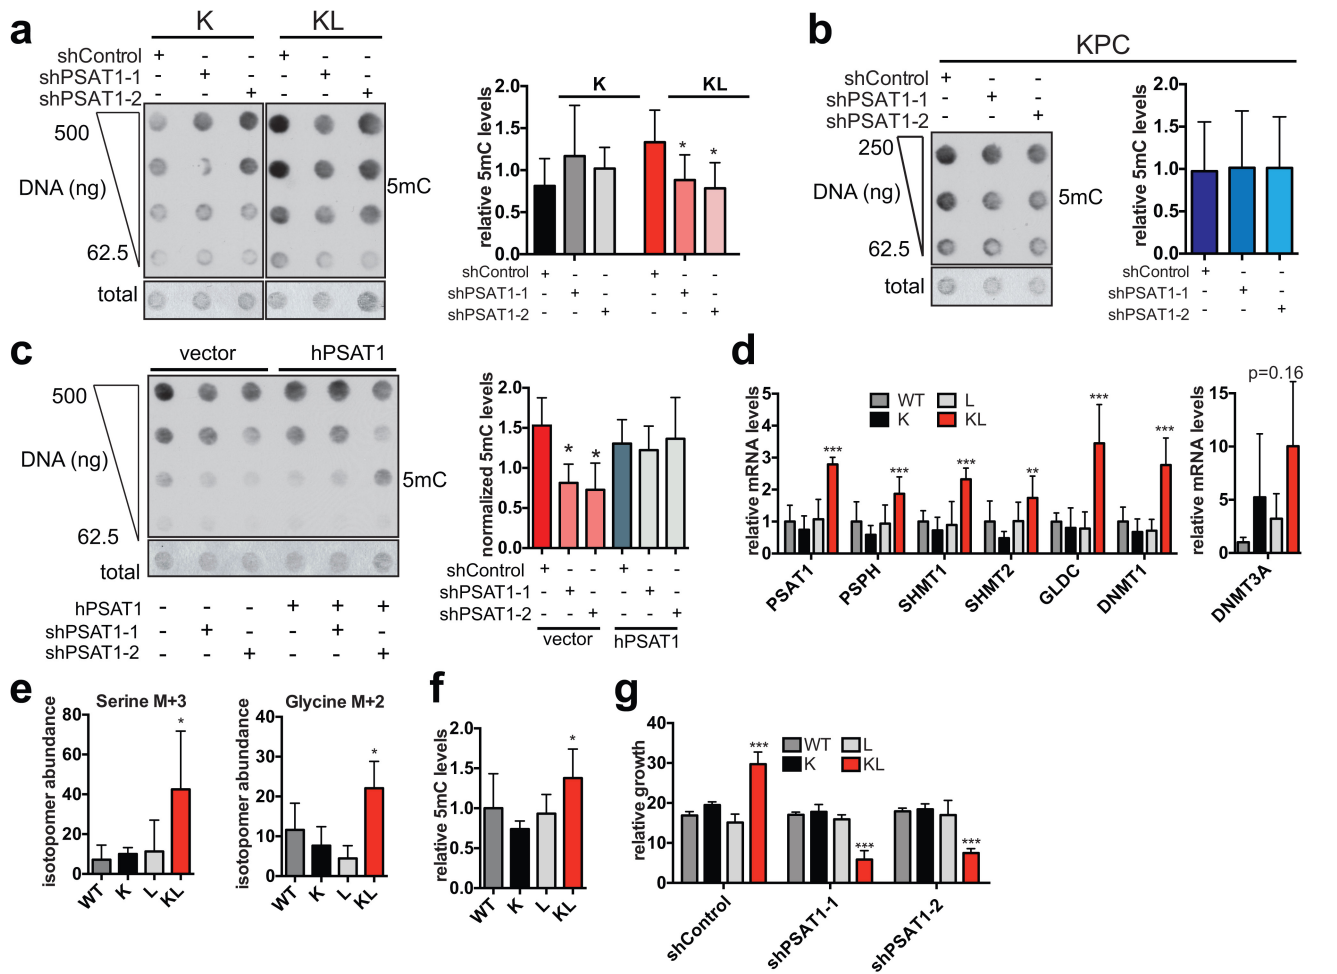 a
K KL
shControl + - - + - -
shPSAT1-1 - + - - + -
shPSAT1-2 - - + - - +
500
DNA (ng)
62.5
5mC
total
relative 5mC levels
2.0
1.5
1.0
0.5
0.0
K KL
* *
shControl + - - + - -
shPSAT1-1 - + - - + -
shPSAT1-2 - - + - - +
b
KPC
shControl + - -
shPSAT1-1 - + -
shPSAT1-2 - - +
250
DNA (ng)
62.5
5mC
total
relative 5mC levels
2.0
1.5
1.0
0.5
0.0
shControl + - -
shPSAT1-1 - + -
shPSAT1-2 - - +
c
vector hPSAT1
500
DNA (ng)
62.5
5mC
total
hPSAT1 - - - + + +
shPSAT1-1 - + - - + -
shPSAT1-2 - - + - - +
normalized 5mC levels
2.0
1.5
1.0
0.5
0.0
* *
shControl + - - + - -
shPSAT1-1 - + - - + -
shPSAT1-2 - - + - - +
vector hPSAT1
d
relative mRNA levels
5
4
3
2
1
0
WT L
K KL
*** *** *** ** *** ***
PSAT1 PSPH SHMT1 SHMT2 GLDC DNMT1
relative mRNA levels
15
10
5
0
p=0.16
DNMT3A
e
Serine M+3
isotopomer abundance
80
60
40
20
0
*
WT K L KL
Glycine M+2
isotopomer abundance
40
30
20
10
0
*
WT K L KL
f
relative 5mC levels
2.0
1.5
1.0
0.5
0.0
*
WT K L KL
g
relative growth
40
30
20
10
0
WT L
K KL
*** *** ***
shControl shPSAT1-1 shPSAT1-2